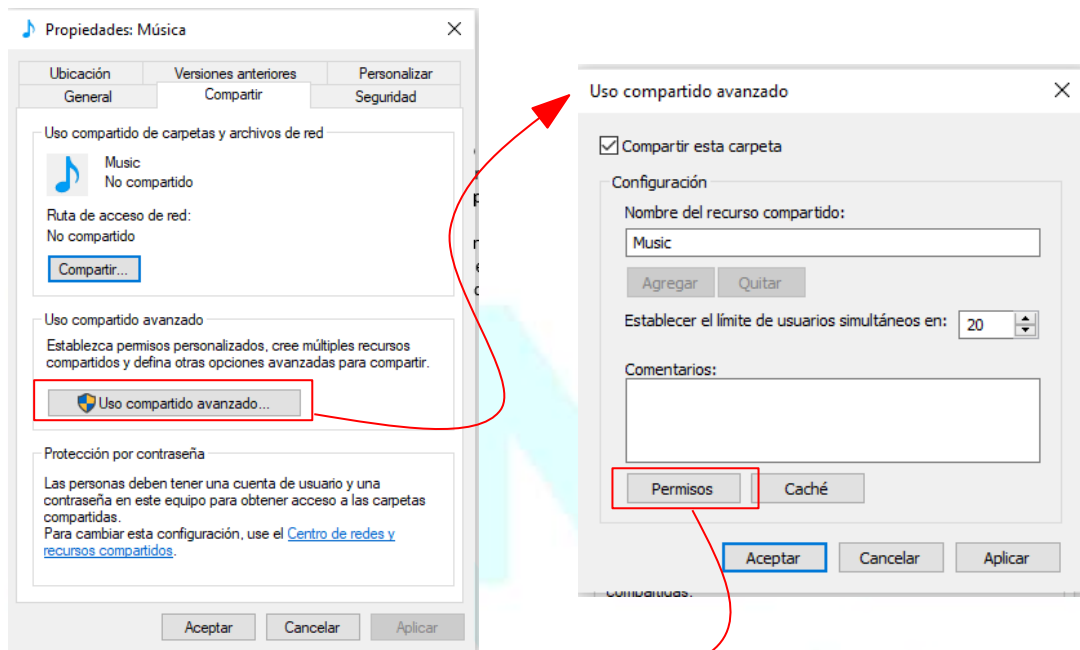 Propiedades: Música
Ubicación
Versiones anteriores
Personalizar
General
Compartir
Seguridad
Uso compartido de carpetas y archivos de red
Music
No compartido
Ruta de acceso de red:
No compartido
Compartir...
Uso compartido avanzado
Establezca permisos personalizados, cree múltiples recursos
compartidos y defina otras opciones avanzadas para compartir.
Uso compartido avanzado...
Protección por contraseña
Las personas deben tener una cuenta de usuario y una
contraseña en este equipo para obtener acceso a las carpetas
compartidas.
Para cambiar esta configuración, use el Centro de redes y
recursos compartidos.
Aceptar
Cancelar
Aplicar
Uso compartido avanzado
Compartir esta carpeta
Configuración
Nombre del recurso compartido:
Music
Agregar
Quitar
Establecer el límite de usuarios simultáneos en:
20
Comentarios:
Permisos
Caché
Aceptar
Cancelar
Aplicar